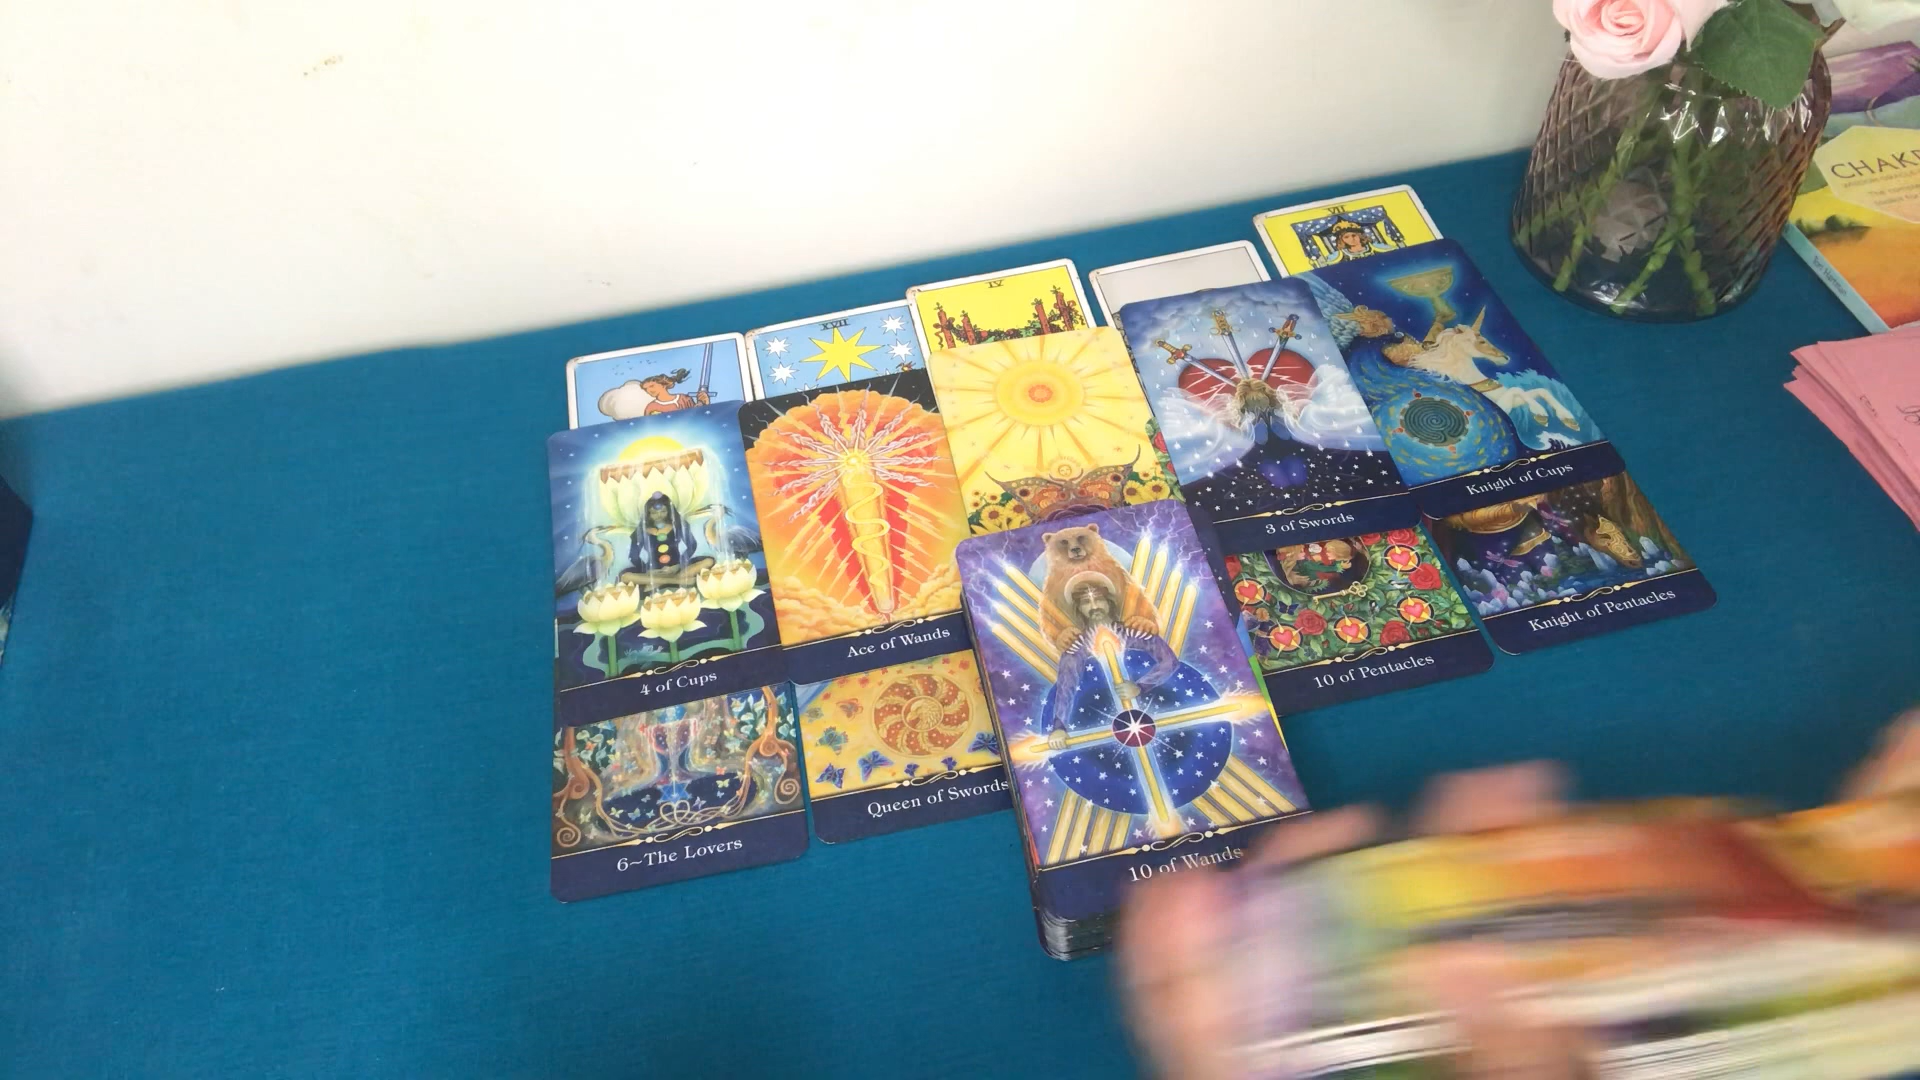 VII
IV
XVII
CHAK
Knight of Cups
3 of Swords
Knight of Pentacles
Ace of Wands
10 of Pentacles
4 of Cups
Queen of Swords
6~The Lovers
10 of Wands